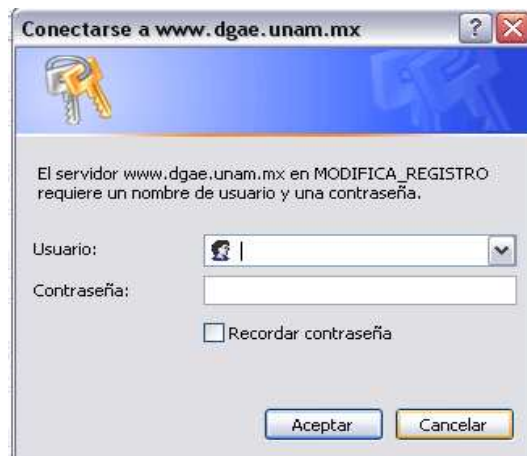 Conectarse a www.dgae.unam.mx
El servidor www.dgae.unam.mx en MODIFICA_REGISTRO
requiere un nombre de usuario y una contraseña.
Usuario:
Contraseña:
Recordar contraseña
Aceptar
Cancelar